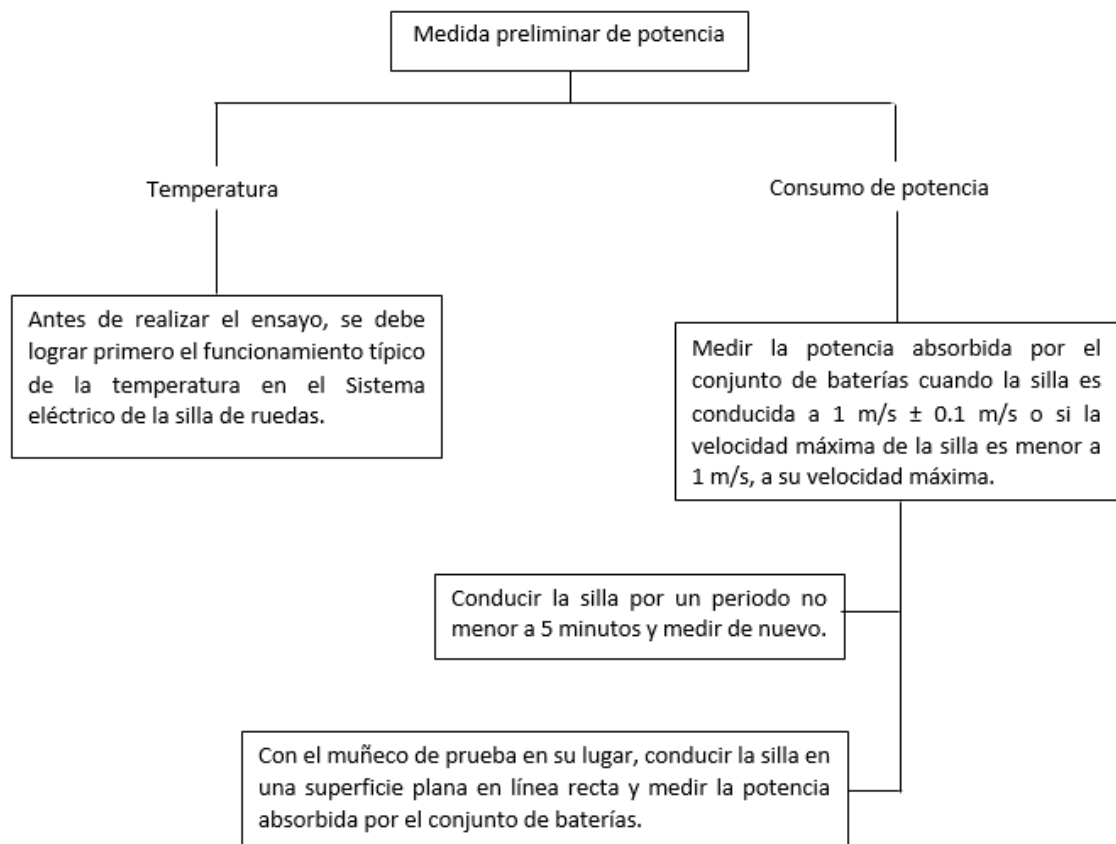 Medida preliminar de potencia
Temperatura
Consumo de potencia
Antes de realizar el ensayo, se debe
lograr primero el funcionamiento típico
de la temperatura en el Sistema
eléctrico de la silla de ruedas.
Medir la potencia absorbida por el
conjunto de baterías cuando la silla es
conducida a 1 m/s ± 0.1 m/s o si la
velocidad máxima de la silla es menor a
1 m/s, a su velocidad máxima.
Conducir la silla por un periodo no
menor a 5 minutos y medir de nuevo.
Con el muñeco de prueba en su lugar, conducir la silla en
una superficie plana en línea recta y medir la potencia
absorbida por el conjunto de baterías.